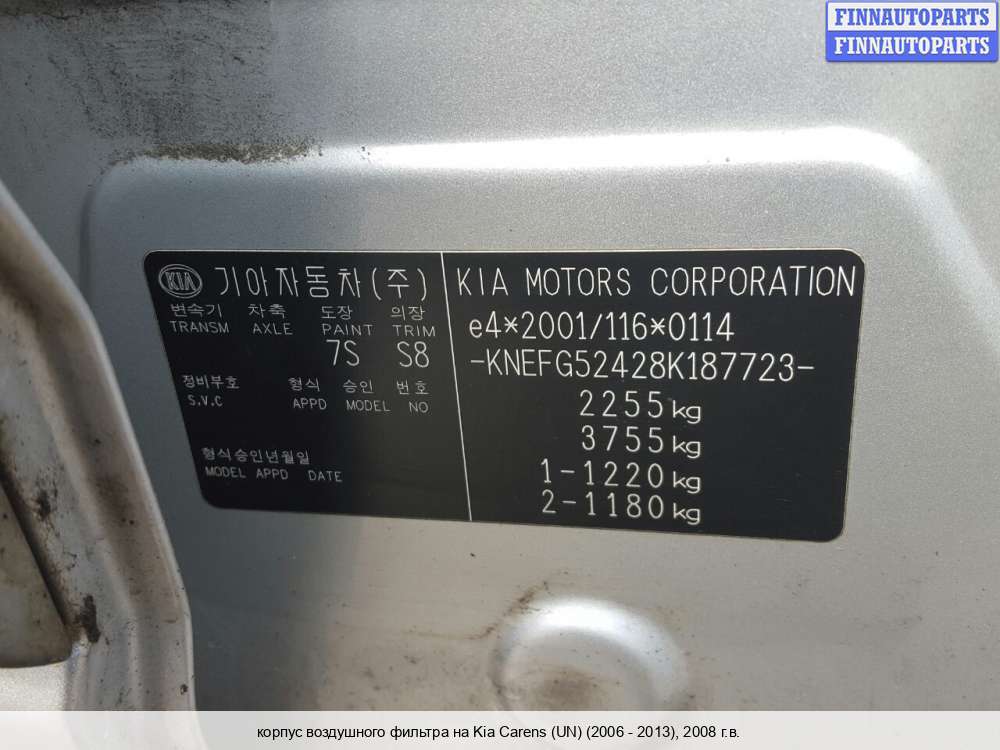 FINNAUTOPARTS
FINNAUTOPARTS
KIA 기아자동차(주)
변속기 차축 도장 의장
TRANSM AXLE PAINT TRIM
7S S8
정비부호 형식 승인 번호
S.V.C APPD MODEL NO
형식승인년월일
MODEL APPD DATE
KIA MOTORS CORPORATION
e4*2001/116*0114
-KNEFG52428K187723-
2255kg
3755kg
1-1220kg
2-1180kg
корпус воздушного фильтра на Kia Carens (UN) (2006 - 2013), 2008 г.в.